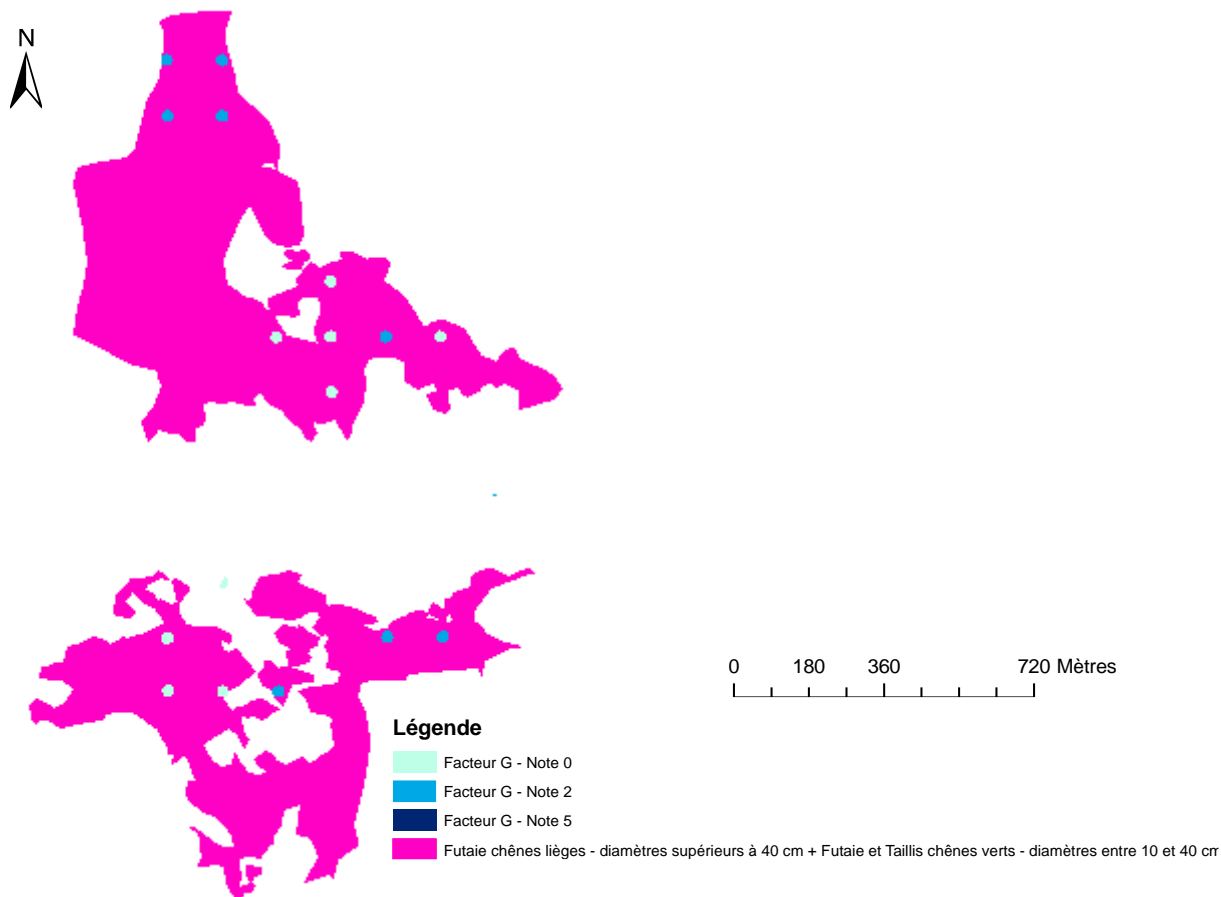 N
0 180 360 720 Mètres
Légende
Facteur G - Note 0
Facteur G - Note 2
Facteur G - Note 5
Futaie chênes lièges - diamètres supérieurs à 40 cm + Futaie et Taillis chênes verts - diamètres entre 10 et 40 cm